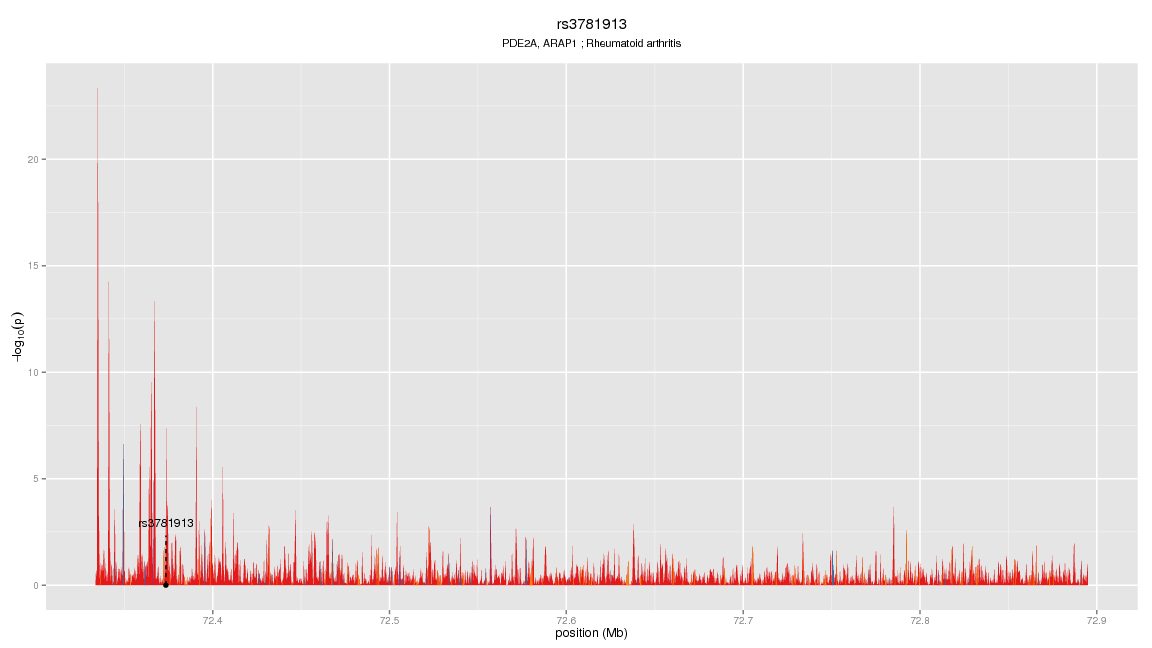 rs3781913
PDE2A, ARAP1 ; Rheumatoid arthritis
−log10(p)
20
15
10
5
0
rs3781913
72.4 72.5 72.6 72.7 72.8 72.9
position (Mb)